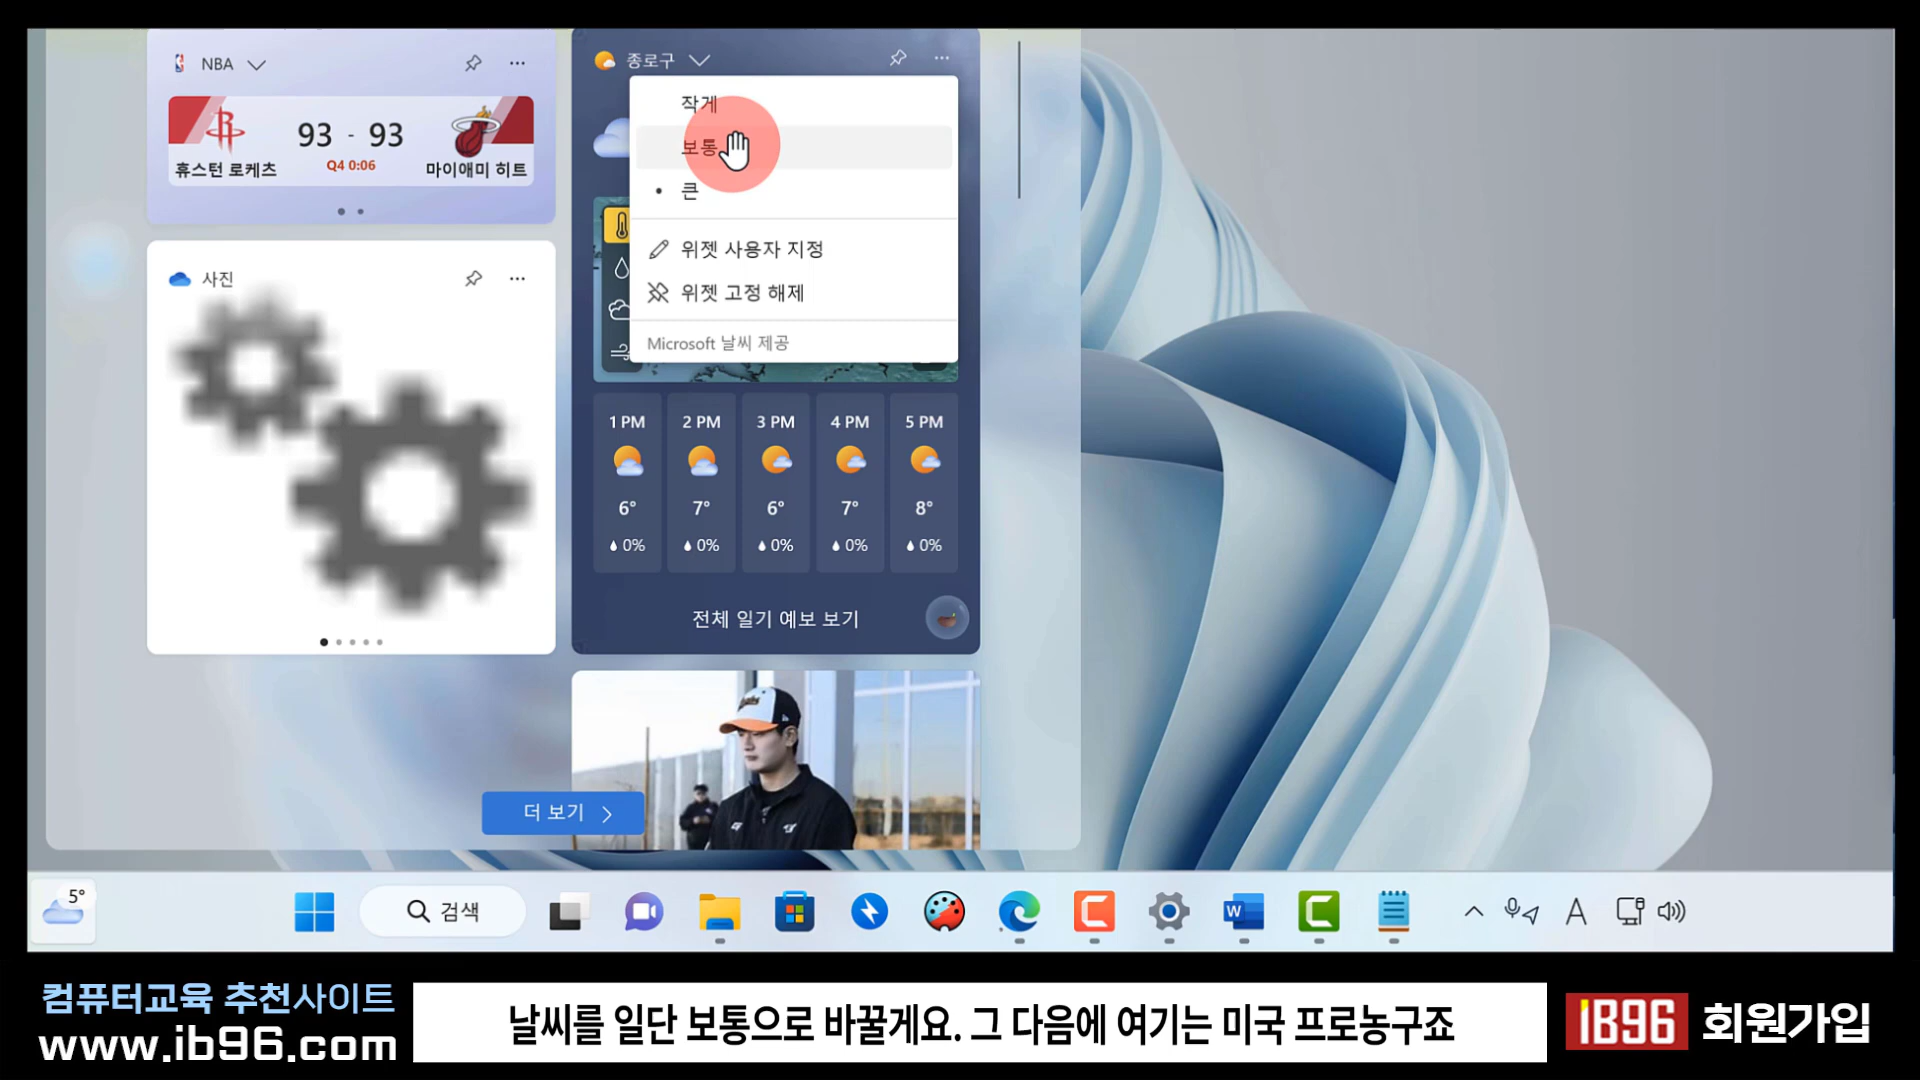 NBA
93 - 93
Q4 0:06
휴스턴 로케츠
마이애미 히트
사진
종로구
작게
보통
큰
위젯 사용자 지정
위젯 고정 해제
Microsoft 날씨 제공
1 PM 2 PM 3 PM 4 PM 5 PM
6° 7° 6° 7° 8°
0% 0% 0% 0% 0%
전체 일기 예보 보기
더 보기
5°
검색
W
A
컴퓨터교육 추천사이트
www.ib96.com
날씨를 일단 보통으로 바꿀게요. 그 다음에 여기는 미국 프로농구죠
IB96 회원가입